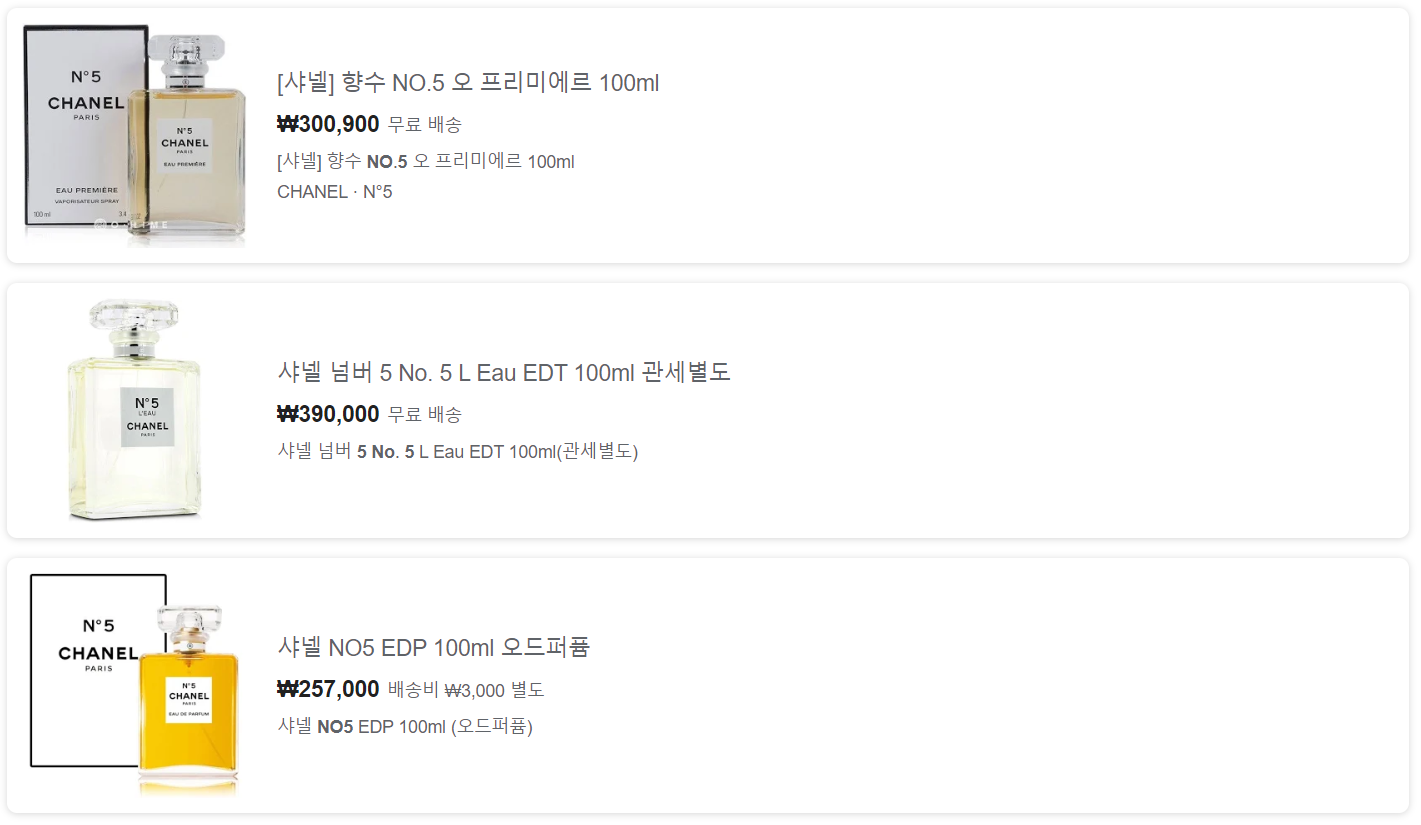 N°5
CHANEL
PARIS
EAU PREMIÈRE
VAPORISATEUR SPRAY
100 ml
3.4
N°5
CHANEL
PARIS
EAU PREMIÈRE
[샤넬] 향수 NO.5 오 프리미에르 100ml
₩300,900 무료 배송
[샤넬] 향수 NO.5 오 프리미에르 100ml
CHANEL · N°5
N°5
L'EAU
CHANEL
PARIS
샤넬 넘버 5 No. 5 L Eau EDT 100ml 관세별도
₩390,000 무료 배송
샤넬 넘버 5 No. 5 L Eau EDT 100ml(관세별도)
N°5
CHANEL
PARIS
N°5
CHANEL
PARIS
EAU DE PARFUM
샤넬 NO5 EDP 100ml 오드퍼퓸
₩257,000 배송비 ₩3,000 별도
샤넬 NO5 EDP 100ml (오드퍼퓸)